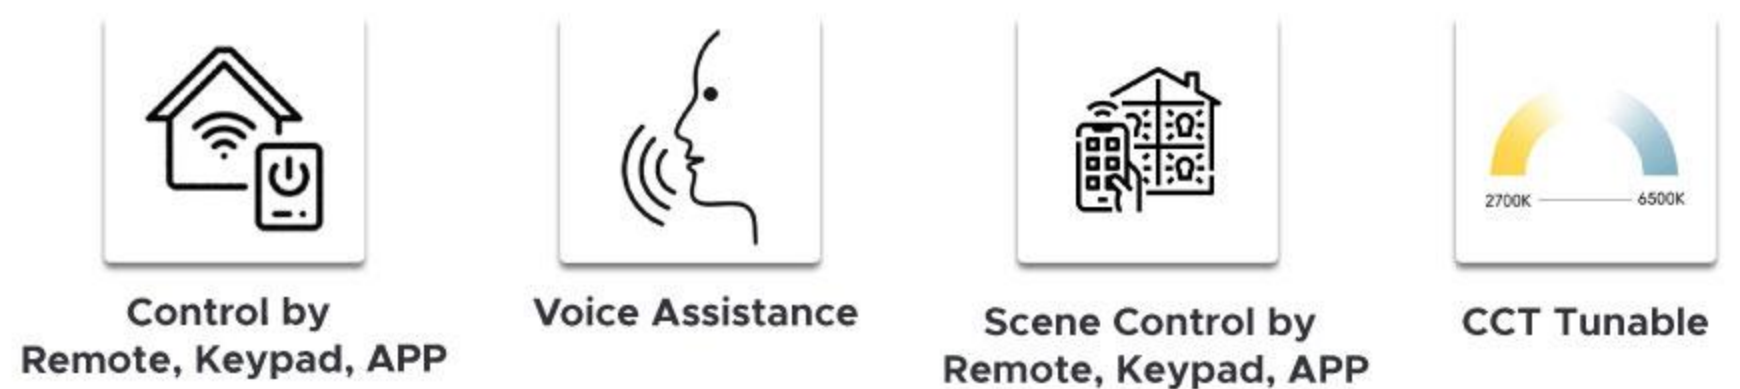 2700K
6500K
Control by
Remote, Keypad, APP
Voice Assistance
Scene Control by
Remote, Keypad, APP
CCT Tunable